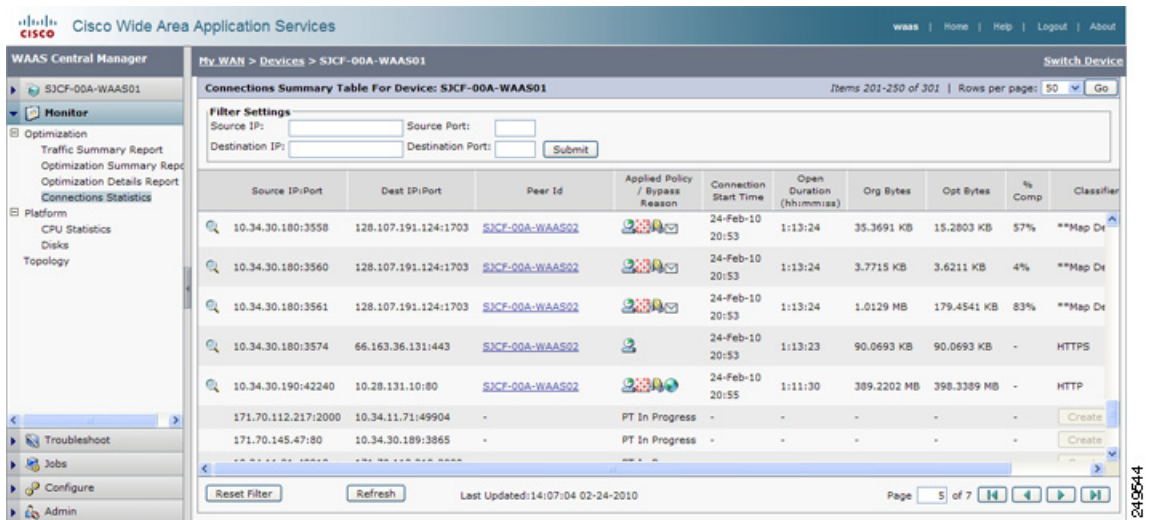 CISCO
Cisco Wide Area Application Services
waas | Home | Help | Logout | About
WAAS Central Manager
My WAN > Devices > SJCF-00A-WAAS01
Switch Device
SJCF-00A-WAAS01
Monitor
Optimization
Traffic Summary Report
Optimization Summary Repo
Optimization Details Report
Connections Statistics
Platform
CPU Statistics
Disks
Topology
Troubleshoot
Jobs
Configure
Admin
Connections Summary Table For Device: SJCF-00A-WAAS01
Items 201-250 of 301 | Rows per page: 50 Go
Filter Settings
Source IP: Source Port:
Destination IP: Destination Port: Submit
Source IP:Port Dest IP:Port Peer Id Applied Policy / Bypass Reason Connection Start Time Open Duration (hh:mm:ss) Org Bytes Opt Bytes % Comp Classifier
10.34.30.180:3558 128.107.191.124:1703 SJCF-00A-WAAS02 24-Feb-10 20:53 1:13:24 35.3691 KB 15.2803 KB 57% **Map De
10.34.30.180:3560 128.107.191.124:1703 SJCF-00A-WAAS02 24-Feb-10 20:53 1:13:24 3.7715 KB 3.6211 KB 4% **Map De
10.34.30.180:3561 128.107.191.124:1703 SJCF-00A-WAAS02 24-Feb-10 20:53 1:13:24 1.0129 MB 179.4541 KB 83% **Map De
10.34.30.180:3574 66.163.36.131:443 SJCF-00A-WAAS02 24-Feb-10 20:53 1:13:23 90.0693 KB 90.0693 KB - HTTPS
10.34.30.190:42240 10.28.131.10:80 SJCF-00A-WAAS02 24-Feb-10 20:55 1:11:30 389.2202 MB 398.3389 MB - HTTP
171.70.112.217:2000 10.34.11.71:49904 - PT In Progress - - - - - Create
171.70.145.47:80 10.34.30.189:3865 - PT In Progress - - - - - Create
Reset Filter Refresh Last Updated:14:07:04 02-24-2010 Page 5 of 7
249544